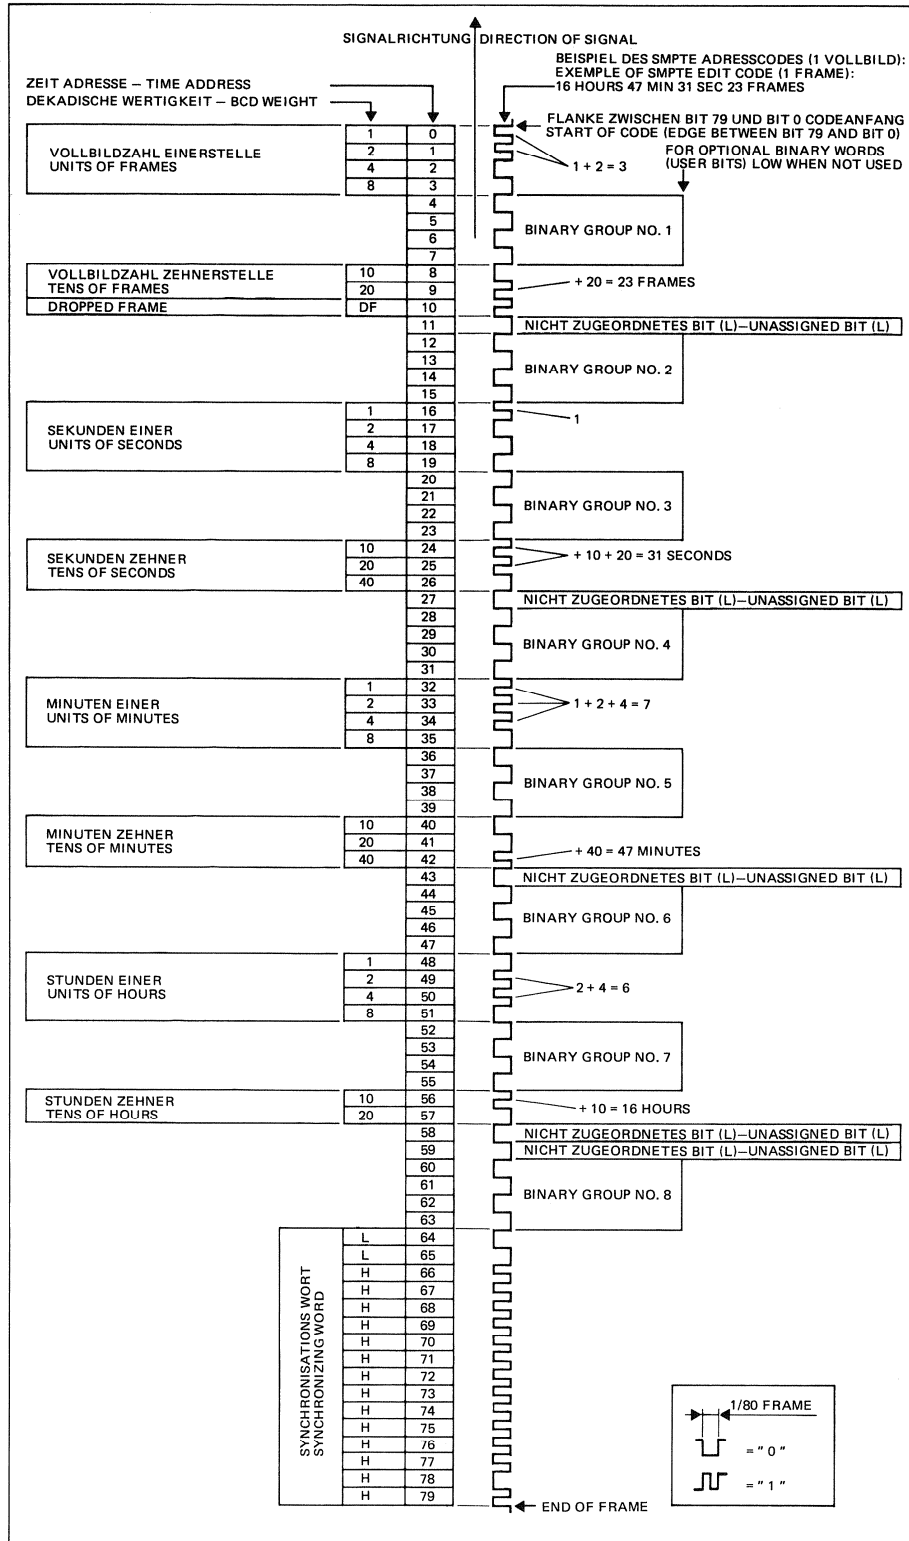 SIGNALRICHTUNG DIRECTION OF SIGNAL
BEISPIEL DES SMPTE ADRESSCODES (1 VOLLBILD):
EXEMPLE OF SMPTE EDIT CODE (1 FRAME):
16 HOURS 47 MIN 31 SEC 23 FRAMES
ZEIT ADRESSE – TIME ADDRESS
DEKADISCHE WERTIGKEIT – BCD WEIGHT
FLANKE ZWISCHEN BIT 79 UND BIT 0 CODEANFANG
START OF CODE (EDGE BETWEEN BIT 79 AND BIT 0)
FOR OPTIONAL BINARY WORDS
(USER BITS) LOW WHEN NOT USED
VOLLBILDZAHL EINERSTELLE
UNITS OF FRAMES
1 0
2 1
4 2
8 3
1 + 2 = 3
4
5
6
7
BINARY GROUP NO. 1
VOLLBILDZAHL ZEHNERSTELLE
TENS OF FRAMES
10 8
20 9
+ 20 = 23 FRAMES
DROPPED FRAME DF 10
11 NICHT ZUGEORDNETES BIT (L)–UNASSIGNED BIT (L)
12
13
14
15
BINARY GROUP NO. 2
SEKUNDEN EINER
UNITS OF SECONDS
1 16
2 17
4 18
8 19
1
20
21
22
23
BINARY GROUP NO. 3
SEKUNDEN ZEHNER
TENS OF SECONDS
10 24
20 25
40 26
+ 10 + 20 = 31 SECONDS
27 NICHT ZUGEORDNETES BIT (L)–UNASSIGNED BIT (L)
28
29
30
31
BINARY GROUP NO. 4
MINUTEN EINER
UNITS OF MINUTES
1 32
2 33
4 34
8 35
1 + 2 + 4 = 7
36
37
38
39
BINARY GROUP NO. 5
MINUTEN ZEHNER
TENS OF MINUTES
10 40
20 41
40 42
+ 40 = 47 MINUTES
43 NICHT ZUGEORDNETES BIT (L)–UNASSIGNED BIT (L)
44
45
46
47
BINARY GROUP NO. 6
STUNDEN EINER
UNITS OF HOURS
1 48
2 49
4 50
8 51
2 + 4 = 6
52
53
54
55
BINARY GROUP NO. 7
STUNDEN ZEHNER
TENS OF HOURS
10 56
20 57
+ 10 = 16 HOURS
58 NICHT ZUGEORDNETES BIT (L)–UNASSIGNED BIT (L)
59 NICHT ZUGEORDNETES BIT (L)–UNASSIGNED BIT (L)
60
61
62
63
BINARY GROUP NO. 8
SYNCHRONISATIONS WORT
SYNCHRONIZING WORD
L 64
L 65
H 66
H 67
H 68
H 69
H 70
H 71
H 72
H 73
H 74
H 75
H 76
H 77
H 78
H 79
END OF FRAME
1/80 FRAME
= " 0 "
= " 1 "